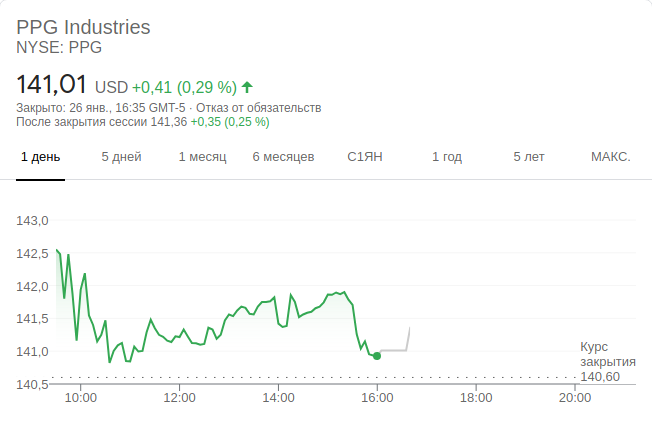 PPG Industries
NYSE: PPG
141,01 USD +0,41 (0,29 %)
Закрыто: 26 янв., 16:35 GMT-5 · Отказ от обязательств
После закрытия сессии 141,36 +0,35 (0,25 %)
1 день 5 дней 1 месяц 6 месяцев С1ЯН 1 год 5 лет МАКС.
143,0
142,5
142,0
141,5
141,0
Курс
закрытия
140,60
140,5
10:00 12:00 14:00 16:00 18:00 20:00